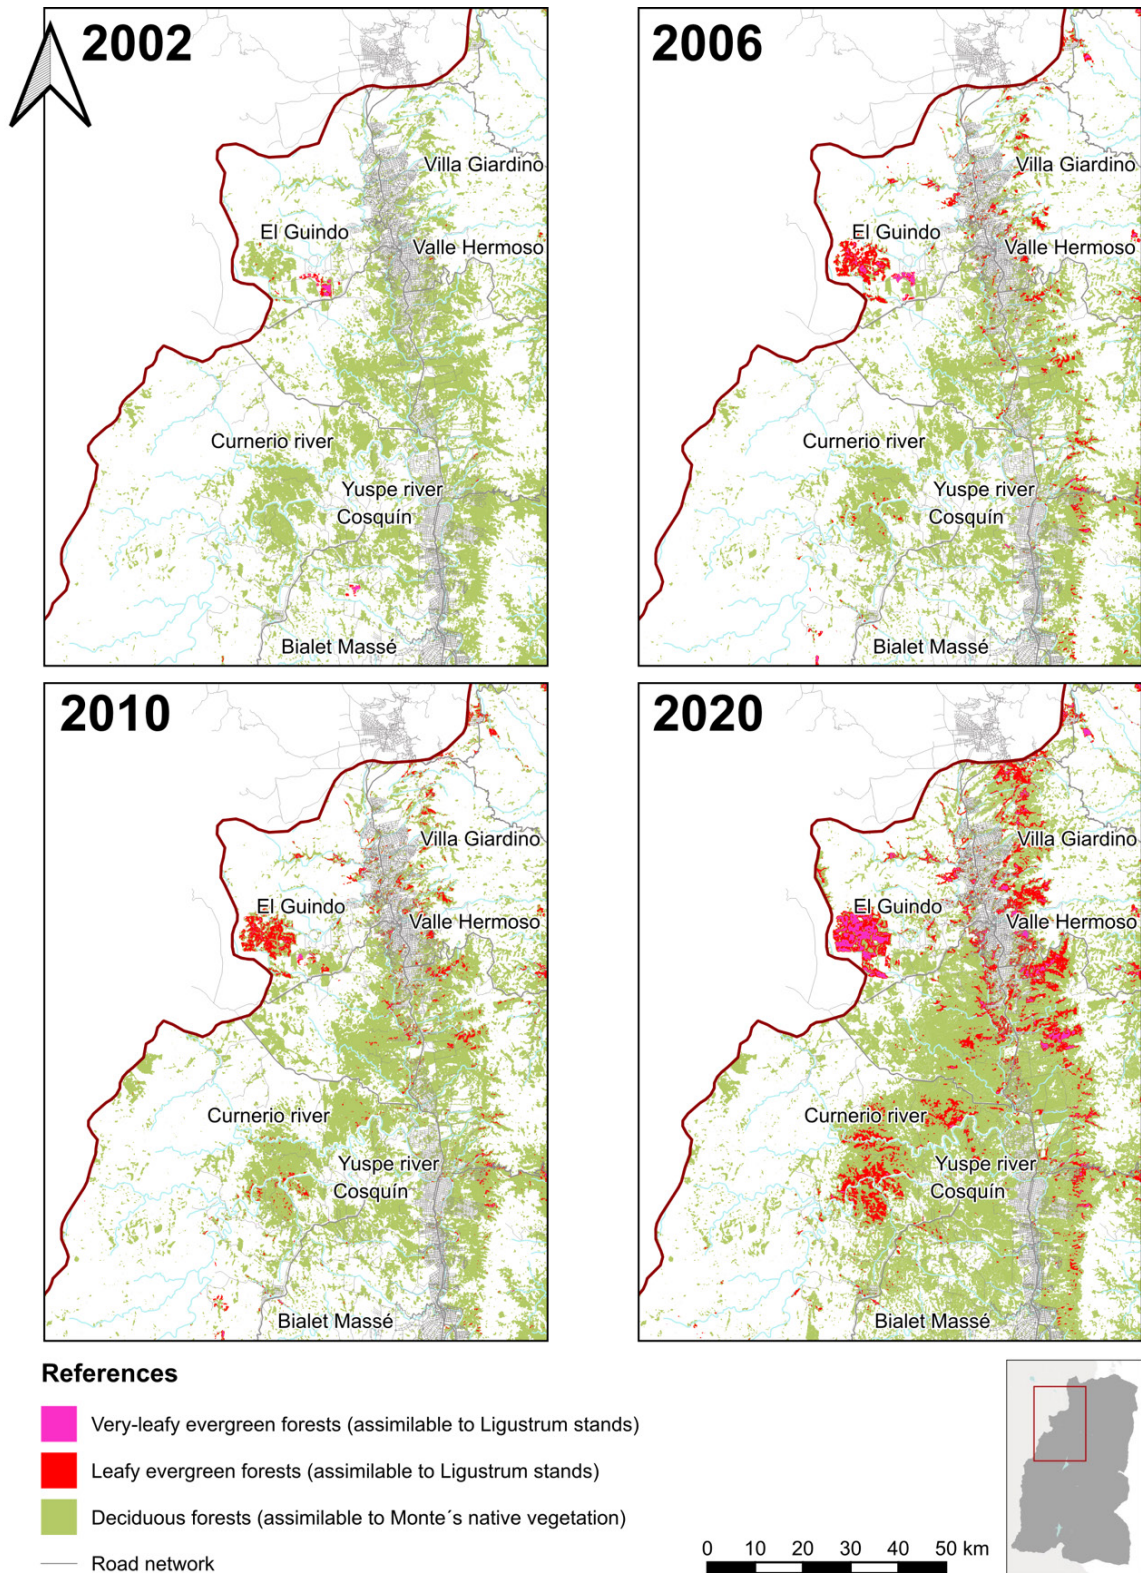 2002
Villa Giardino
El Guindo
Valle Hermoso
Curnerio river
Yuspe river
Cosquín
Bialet Massé
2006
Villa Giardino
El Guindo
Valle Hermoso
Curnerio river
Yuspe river
Cosquín
Bialet Massé
2010
Villa Giardino
El Guindo
Valle Hermoso
Curnerio river
Yuspe river
Cosquín
Bialet Massé
2020
Villa Giardino
El Guindo
Valle Hermoso
Curnerio river
Yuspe river
Cosquín
Bialet Massé
References
Very-leafy evergreen forests (assimilable to Ligustrum stands)
Leafy evergreen forests (assimilable to Ligustrum stands)
Deciduous forests (assimilable to Monte´s native vegetation)
Road network
0 10 20 30 40 50 km